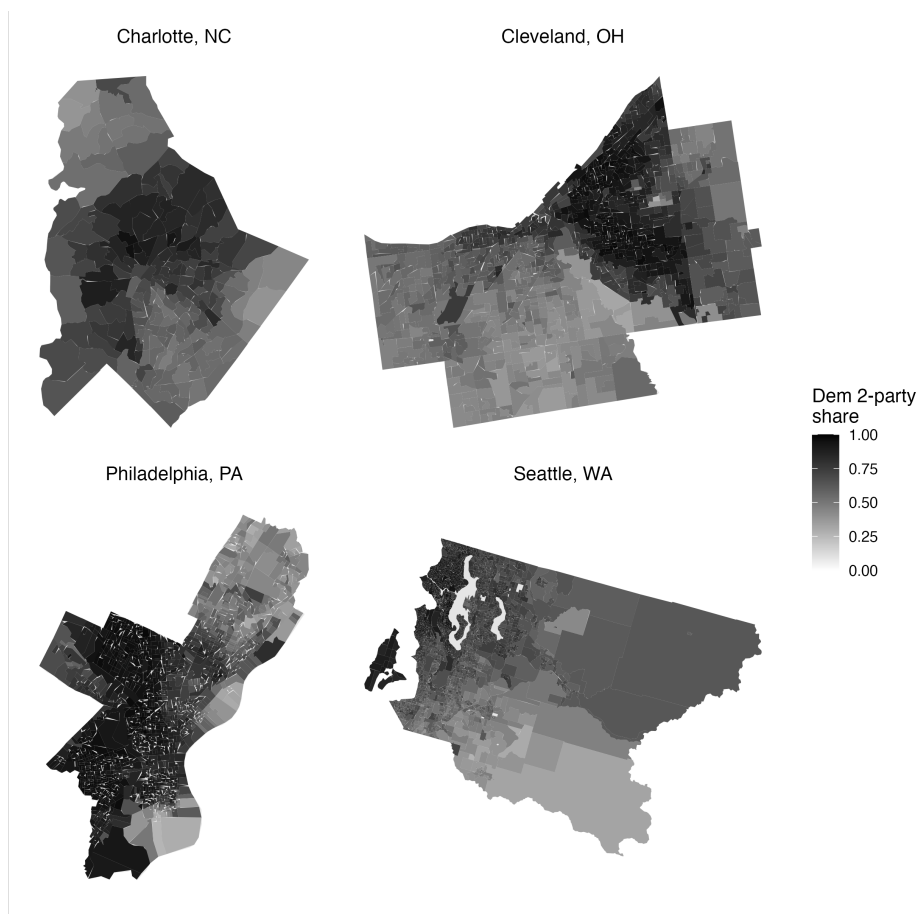 Charlotte, NC
Cleveland, OH
Dem 2-party
share
1.00
0.75
0.50
0.25
0.00
Philadelphia, PA
Seattle, WA